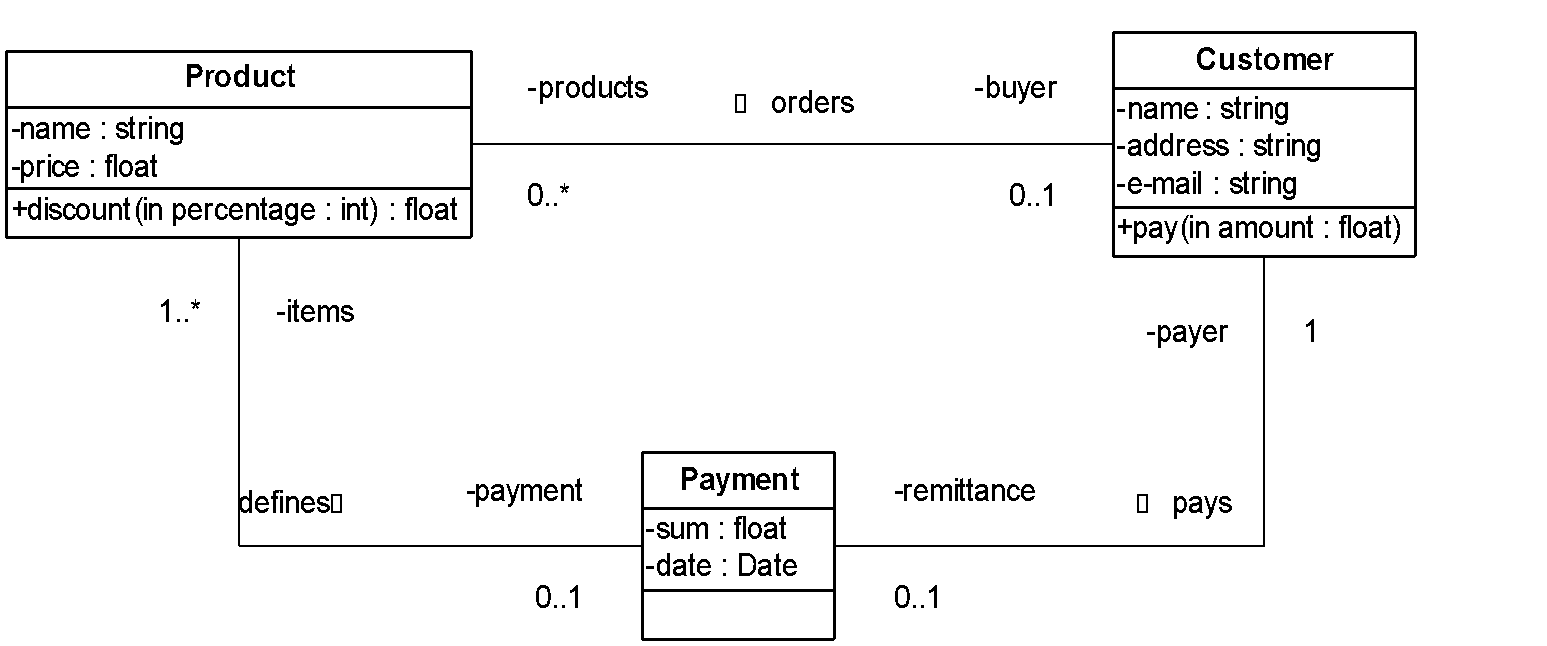 Product
-name : string
-price : float
+discount(in percentage : int) : float
-products
▯ orders
-buyer
0..*
0..1
Customer
-name : string
-address : string
-e-mail : string
+pay(in amount : float)
1..*
-items
-payer
1
defines▯
-payment
0..1
Payment
-sum : float
-date : Date
-remittance
▯ pays
0..1